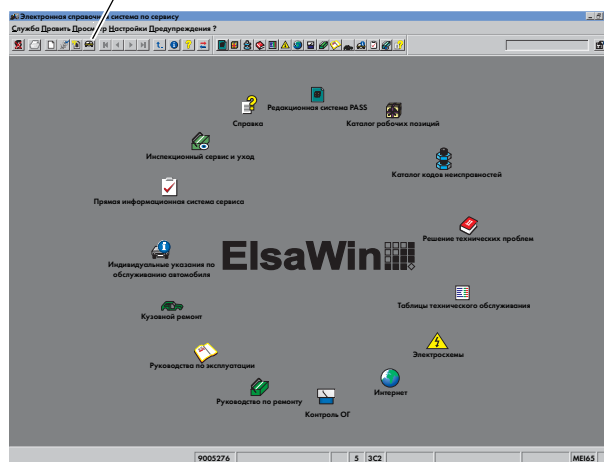 Электронная справочная система по сервису
Служба Править Просмотр Настройки Предупреждения ?
Редакционная система PASS
Справка
Каталог рабочих позиций
Инспекционный сервис и уход
Каталог кодов неисправностей
Прямая информационная система сервиса
Решение технических проблем
ElsaWin
Индивидуальные указания по
обслуживанию автомобиля
Таблицы технического обслуживания
Кузовной ремонт
Электросхемы
Руководства по эксплуатации
Интернет
Руководства по ремонту
Контроль ОГ
9005276 5 3C2 MEI65